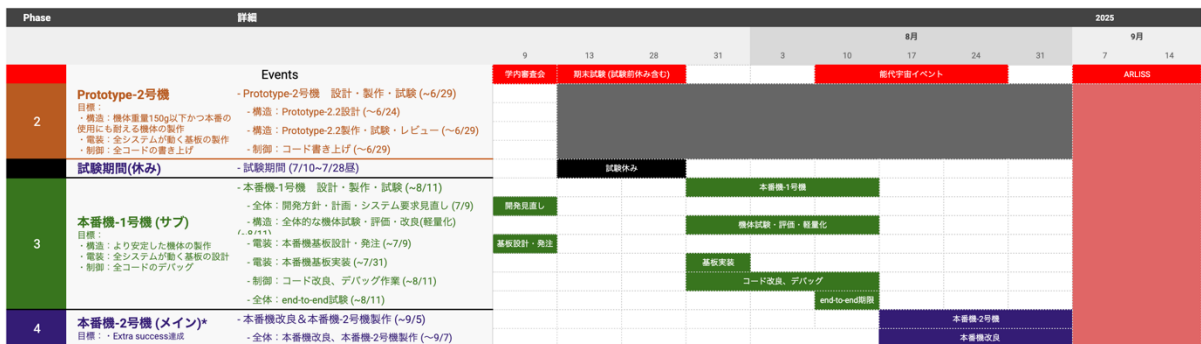 Phase 詳細 2025
8月 9月
9 13 28 31 3 10 17 24 31 7 14
Events 学内審査会 期末試験 (試験前休み含む) 能代宇宙イベント ARLISS
2
Prototype-2号機
目標：
・構造：機体重量150g以下かつ本番の
使用にも耐える機体の製作
・電装：全システムが動く基板の製作
・制御：全コードの書き上げ
- Prototype-2号機　設計・製作・試験 (~6/29)
- 構造：Prototype-2.2設計 (〜6/24)
- 構造：Prototype-2.2製作・試験・レビュー (〜6/29)
- 制御：コード書き上げ (〜6/29)
試験期間(休み) - 試験期間 (7/10~7/28昼) 試験休み
3
本番機-1号機 (サブ)
目標：
・構造：より安定した機体の製作
・電装：全システムが動く基板の設計
・制御：全コードのデバッグ
- 本番機-1号機　設計・製作・試験 (~8/11) 本番機-1号機
- 全体：開発方針・計画・システム要求見直し (7/9) 開発見直し
- 構造：全体的な機体試験・評価・改良(軽量化) 機体試験・評価・軽量化
(~8/11)
- 電装：本番機基板設計・発注 (~7/9) 基板設計・発注
- 電装：本番機基板実装 (~7/31) 基板実装
- 制御：コード改良、デバッグ作業 (~8/11) コード改良、デバッグ
- 全体：end-to-end試験 (~8/11) end-to-end期限
4
本番機-2号機 (メイン)*
目標：・Extra success達成
- 本番機改良＆本番機-2号機製作 (~9/5) 本番機-2号機
- 全体：本番機改良、本番機-2号機製作 (〜9/7) 本番機改良